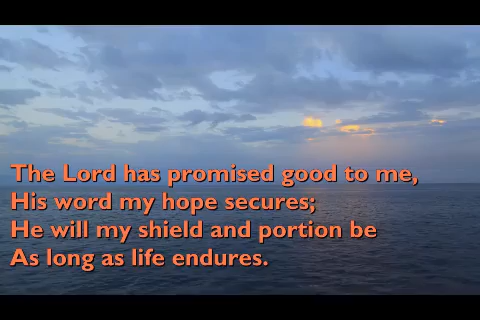 The Lord has promised good to me,
His word my hope secures;
He will my shield and portion be
As long as life endures.